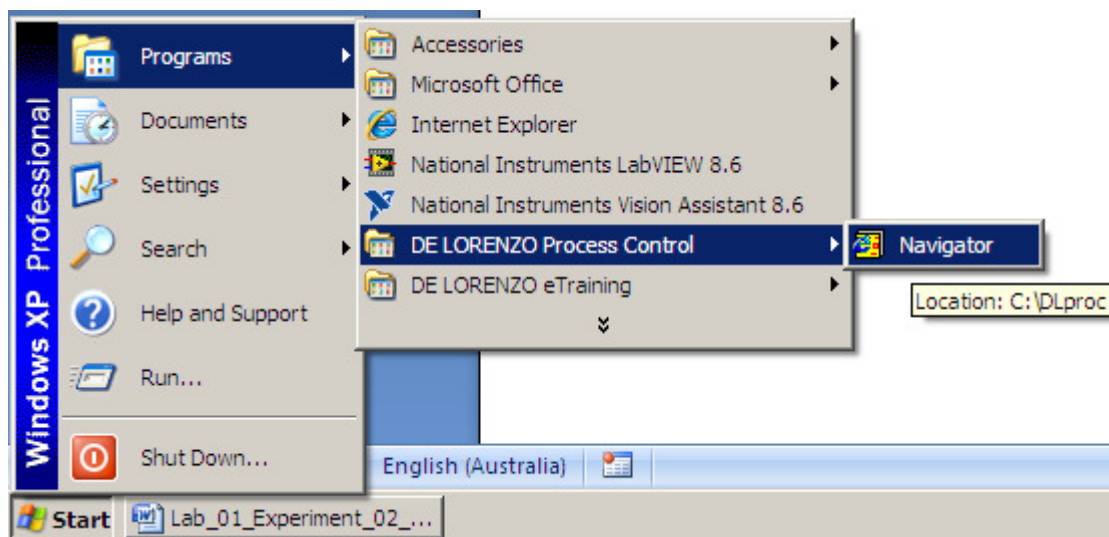 Windows XP Professional
Programs
Documents
Settings
Search
Help and Support
Run...
Shut Down...
Accessories
Microsoft Office
Internet Explorer
National Instruments LabVIEW 8.6
National Instruments Vision Assistant 8.6
DE LORENZO Process Control
DE LORENZO eTraining
Navigator
Location: C:\DLproc
English (Australia)
Start
Lab_01_Experiment_02_...